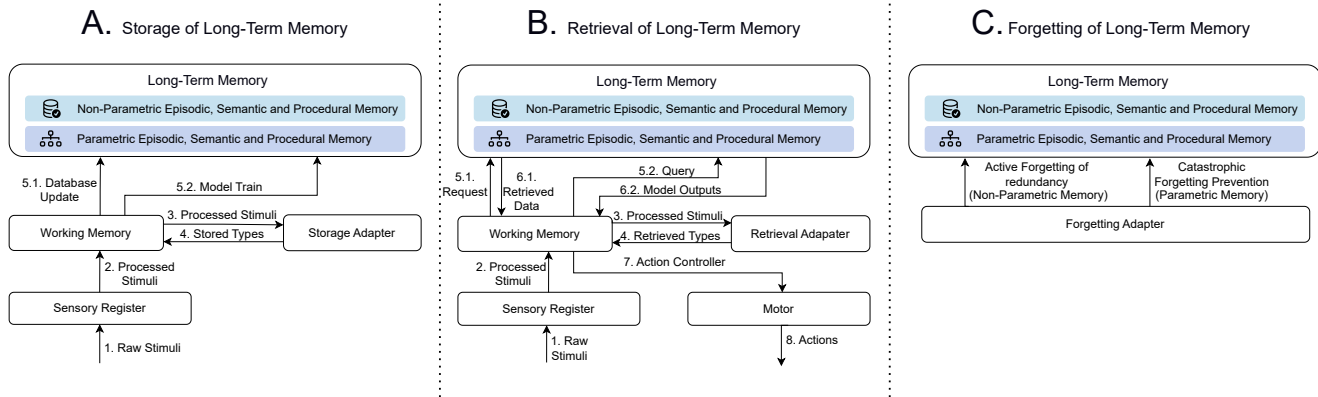 A. Storage of Long-Term Memory
Long-Term Memory
Non-Parametric Episodic, Semantic and Procedural Memory
Parametric Episodic, Semantic and Procedural Memory
5.1. Database
Update
5.2. Model Train
3. Processed Stimuli
Working Memory
Storage Adapter
4. Stored Types
2. Processed
Stimuli
Sensory Register
1. Raw Stimuli
B. Retrieval of Long-Term Memory
Long-Term Memory
Non-Parametric Episodic, Semantic and Procedural Memory
Parametric Episodic, Semantic and Procedural Memory
5.1.
Request
6.1.
Retrieved
Data
5.2. Query
6.2. Model Outputs
3. Processed Stimuli
Working Memory
Retrieval Adapater
4. Retrieved Types
2. Processed
Stimuli
7. Action Controller
Sensory Register
Motor
1. Raw
Stimuli
8. Actions
C. Forgetting of Long-Term Memory
Long-Term Memory
Non-Parametric Episodic, Semantic and Procedural Memory
Parametric Episodic, Semantic and Procedural Memory
Active Forgetting of
redundancy
(Non-Parametric Memory)
Catastrophic
Forgetting Prevention
(Parametric Memory)
Forgetting Adapter